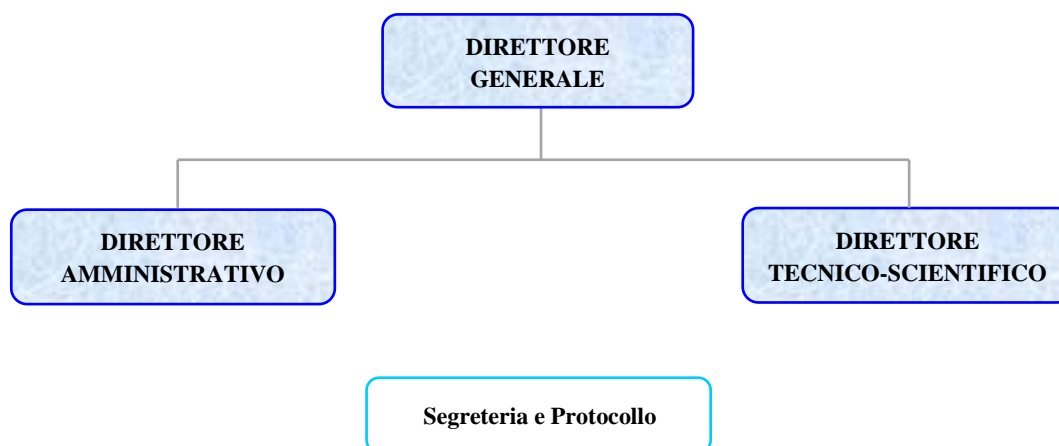 DIRETTORE
GENERALE
DIRETTORE
AMMINISTRATIVO
DIRETTORE
TECNICO-SCIENTIFICO
Segreteria e Protocollo